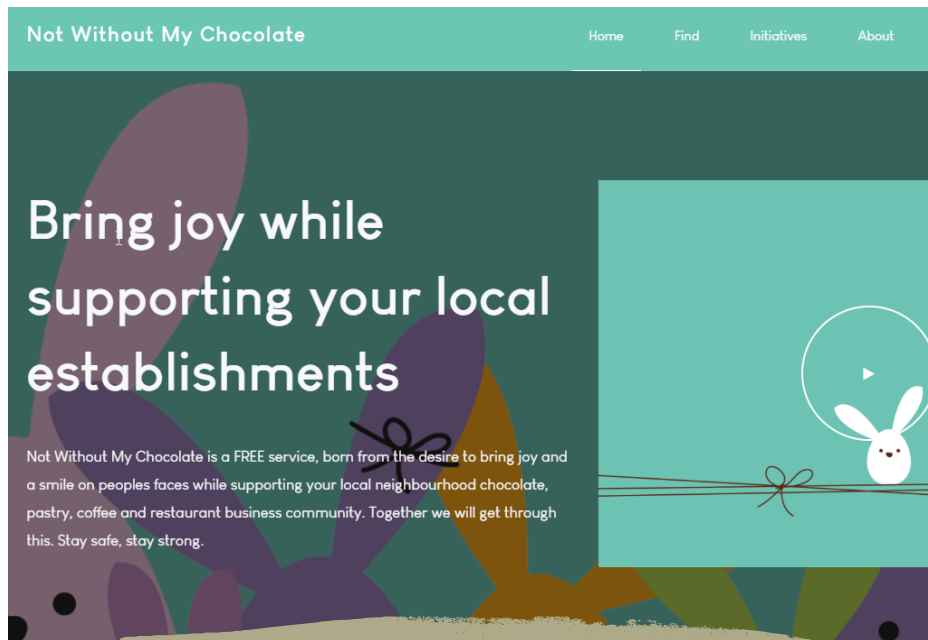 Not Without My Chocolate
Home Find Initiatives About
Bring joy while
supporting your local
establishments
Not Without My Chocolate is a FREE service, born from the desire to bring joy and
a smile on peoples faces while supporting your local neighbourhood chocolate,
pastry, coffee and restaurant business community. Together we will get through
this. Stay safe, stay strong.